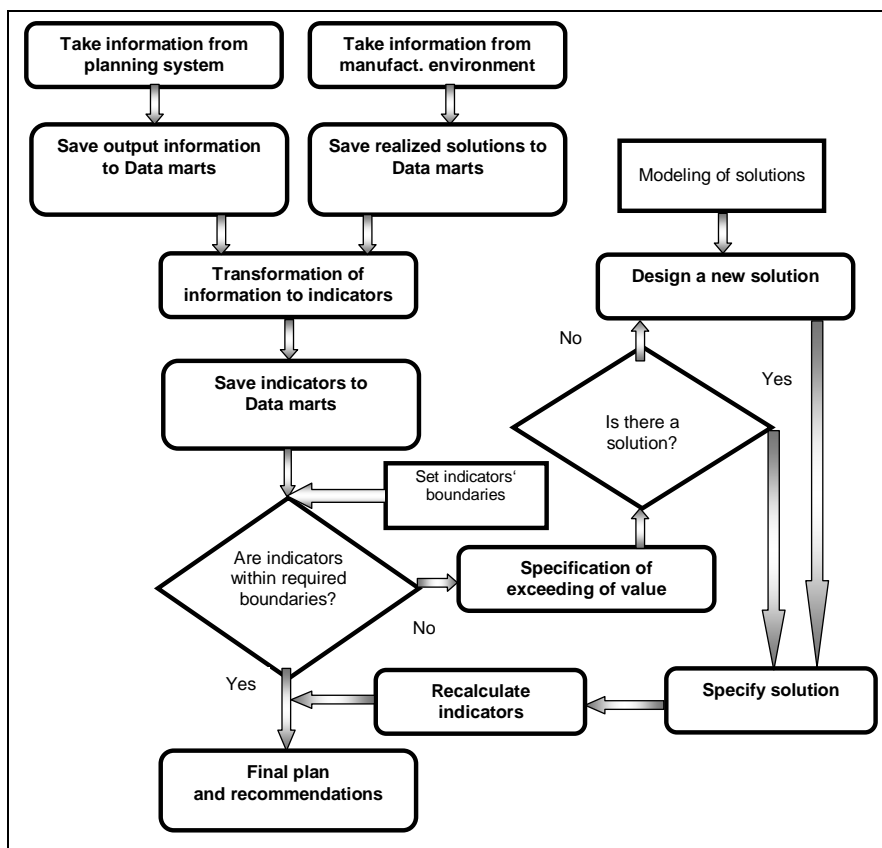 Take information from
planning system
Take information from
manufact. environment
Save output information
to Data marts
Save realized solutions to
Data marts
Modeling of solutions
Transformation of
information to indicators
Design a new solution
No
Yes
Save indicators to
Data marts
Is there a
solution?
Set indicators‘
boundaries
Are indicators
within required
boundaries?
Specification of
exceeding of value
No
Yes
Recalculate
indicators
Specify solution
Final plan
and recommendations